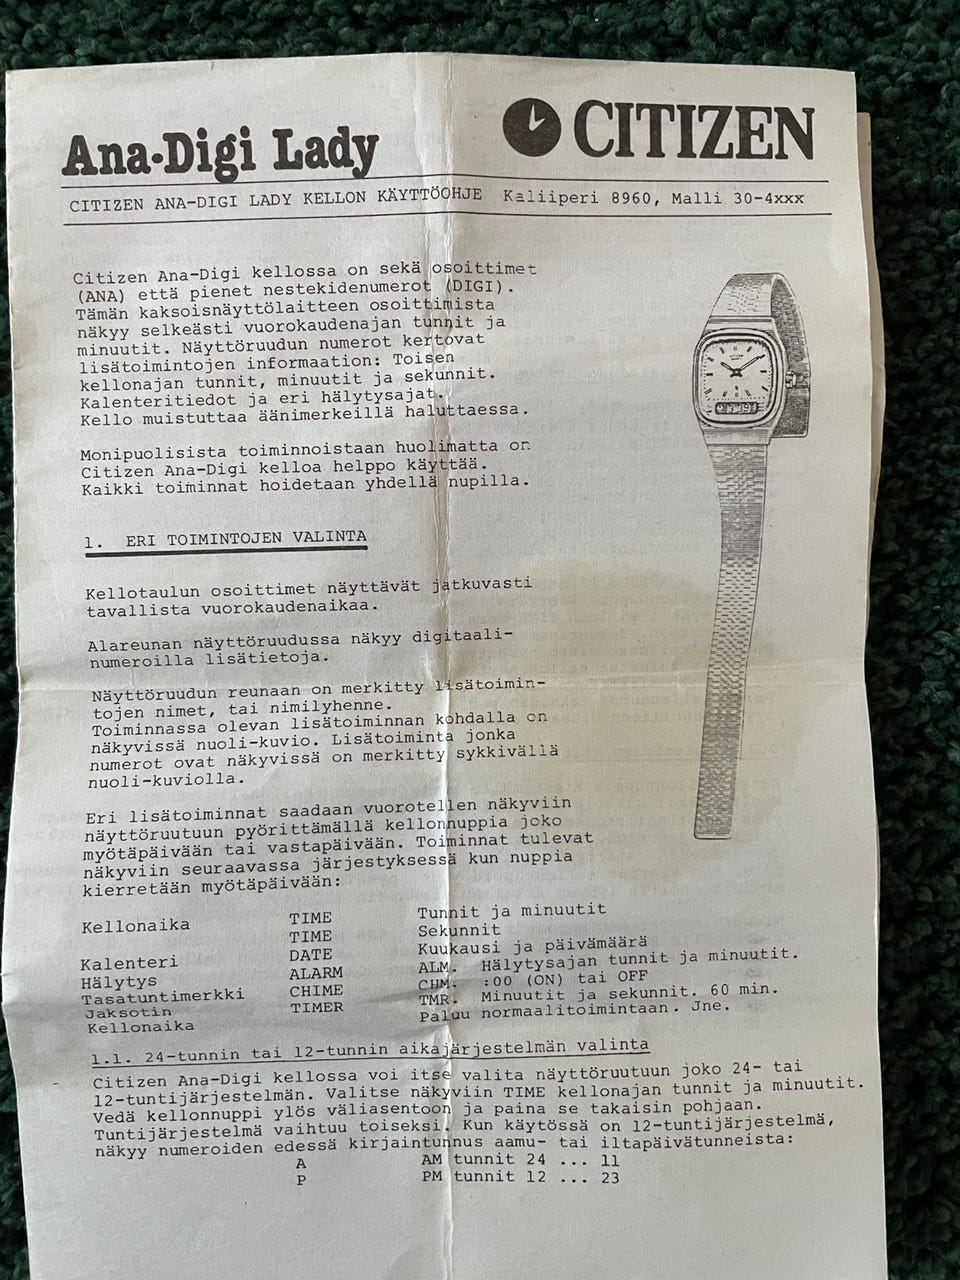 Ana-Digi Lady
CITIZEN
CITIZEN ANA-DIGI LADY KELLON KÄYTTÖOHJE Kaliiperi 8960, Malli 30-4xxx
Citizen Ana-Digi kellossa on sekä osoittimet
(ANA) että pienet nestekidenumerot (DIGI).
Tämän kaksoisnäyttölaitteen osoittimista
näkyy selkeästi vuorokaudenajan tunnit ja
minuutit. Näyttöruudun numerot kertovat
lisätoimintojen informaation: Toisen
kellonajan tunnit, minuutit ja sekunnit.
Kalenteritiedot ja eri hälytysajat.
Kello muistuttaa äänimerkeillä haluttaessa.
Monipuolisista toiminnoistaan huolimatta on
Citizen Ana-Digi kelloa helppo käyttää.
Kaikki toiminnat hoidetaan yhdellä nupilla.
1. ERI TOIMINTOJEN VALINTA
Kellotaulun osoittimet näyttävät jatkuvasti
tavallista vuorokaudenaikaa.
Alareunan näyttöruudussa näkyy digitaali-
numeroilla lisätietoja.
Näyttöruudun reunaan on merkitty lisätoimin-
tojen nimet, tai nimilyhenne.
Toiminnassa olevan lisätoiminnan kohdalla on
näkyvissä nuoli-kuvio. Lisätoiminta jonka
numerot ovat näkyvissä on merkitty sykkivällä
nuoli-kuviolla.
Eri lisätoiminnat saadaan vuorotellen näkyviin
näyttöruutuun pyörittämällä kellonnuppia joko
myötäpäivään tai vastapäivään. Toiminnat tulevat
näkyviin seuraavassa järjestyksessä kun nuppia
kierretään myötäpäivään:
Kellonaika TIME Tunnit ja minuutit
TIME Sekunnit
Kalenteri DATE Kuukausi ja päivämäärä
Hälytys ALARM ALM. Hälytysajan tunnit ja minuutit.
Tasatuntimerkki CHIME CHM. :00 (ON) tai OFF
Jaksotin TIMER TMR. Minuutit ja sekunnit. 60 min.
Kellonaika Paluu normaalitoimintaan. Jne.
1.1. 24-tunnin tai 12-tunnin aikajärjestelmän valinta
Citizen Ana-Digi kellossa voi itse valita näyttöruutuun joko 24- tai
12-tuntijärjestelmän. Valitse näkyviin TIME kellonajan tunnit ja minuutit.
Vedä kellonnuppi ylös väliasentoon ja paina se takaisin pohjaan.
Tuntijärjestelmä vaihtuu toiseksi. Kun käytössä on 12-tuntijärjestelmä,
näkyy numeroiden edessä kirjaintunnus aamu- tai iltapäivätunneista:
A AM tunnit 24 ... 11
P PM tunnit 12 ... 23